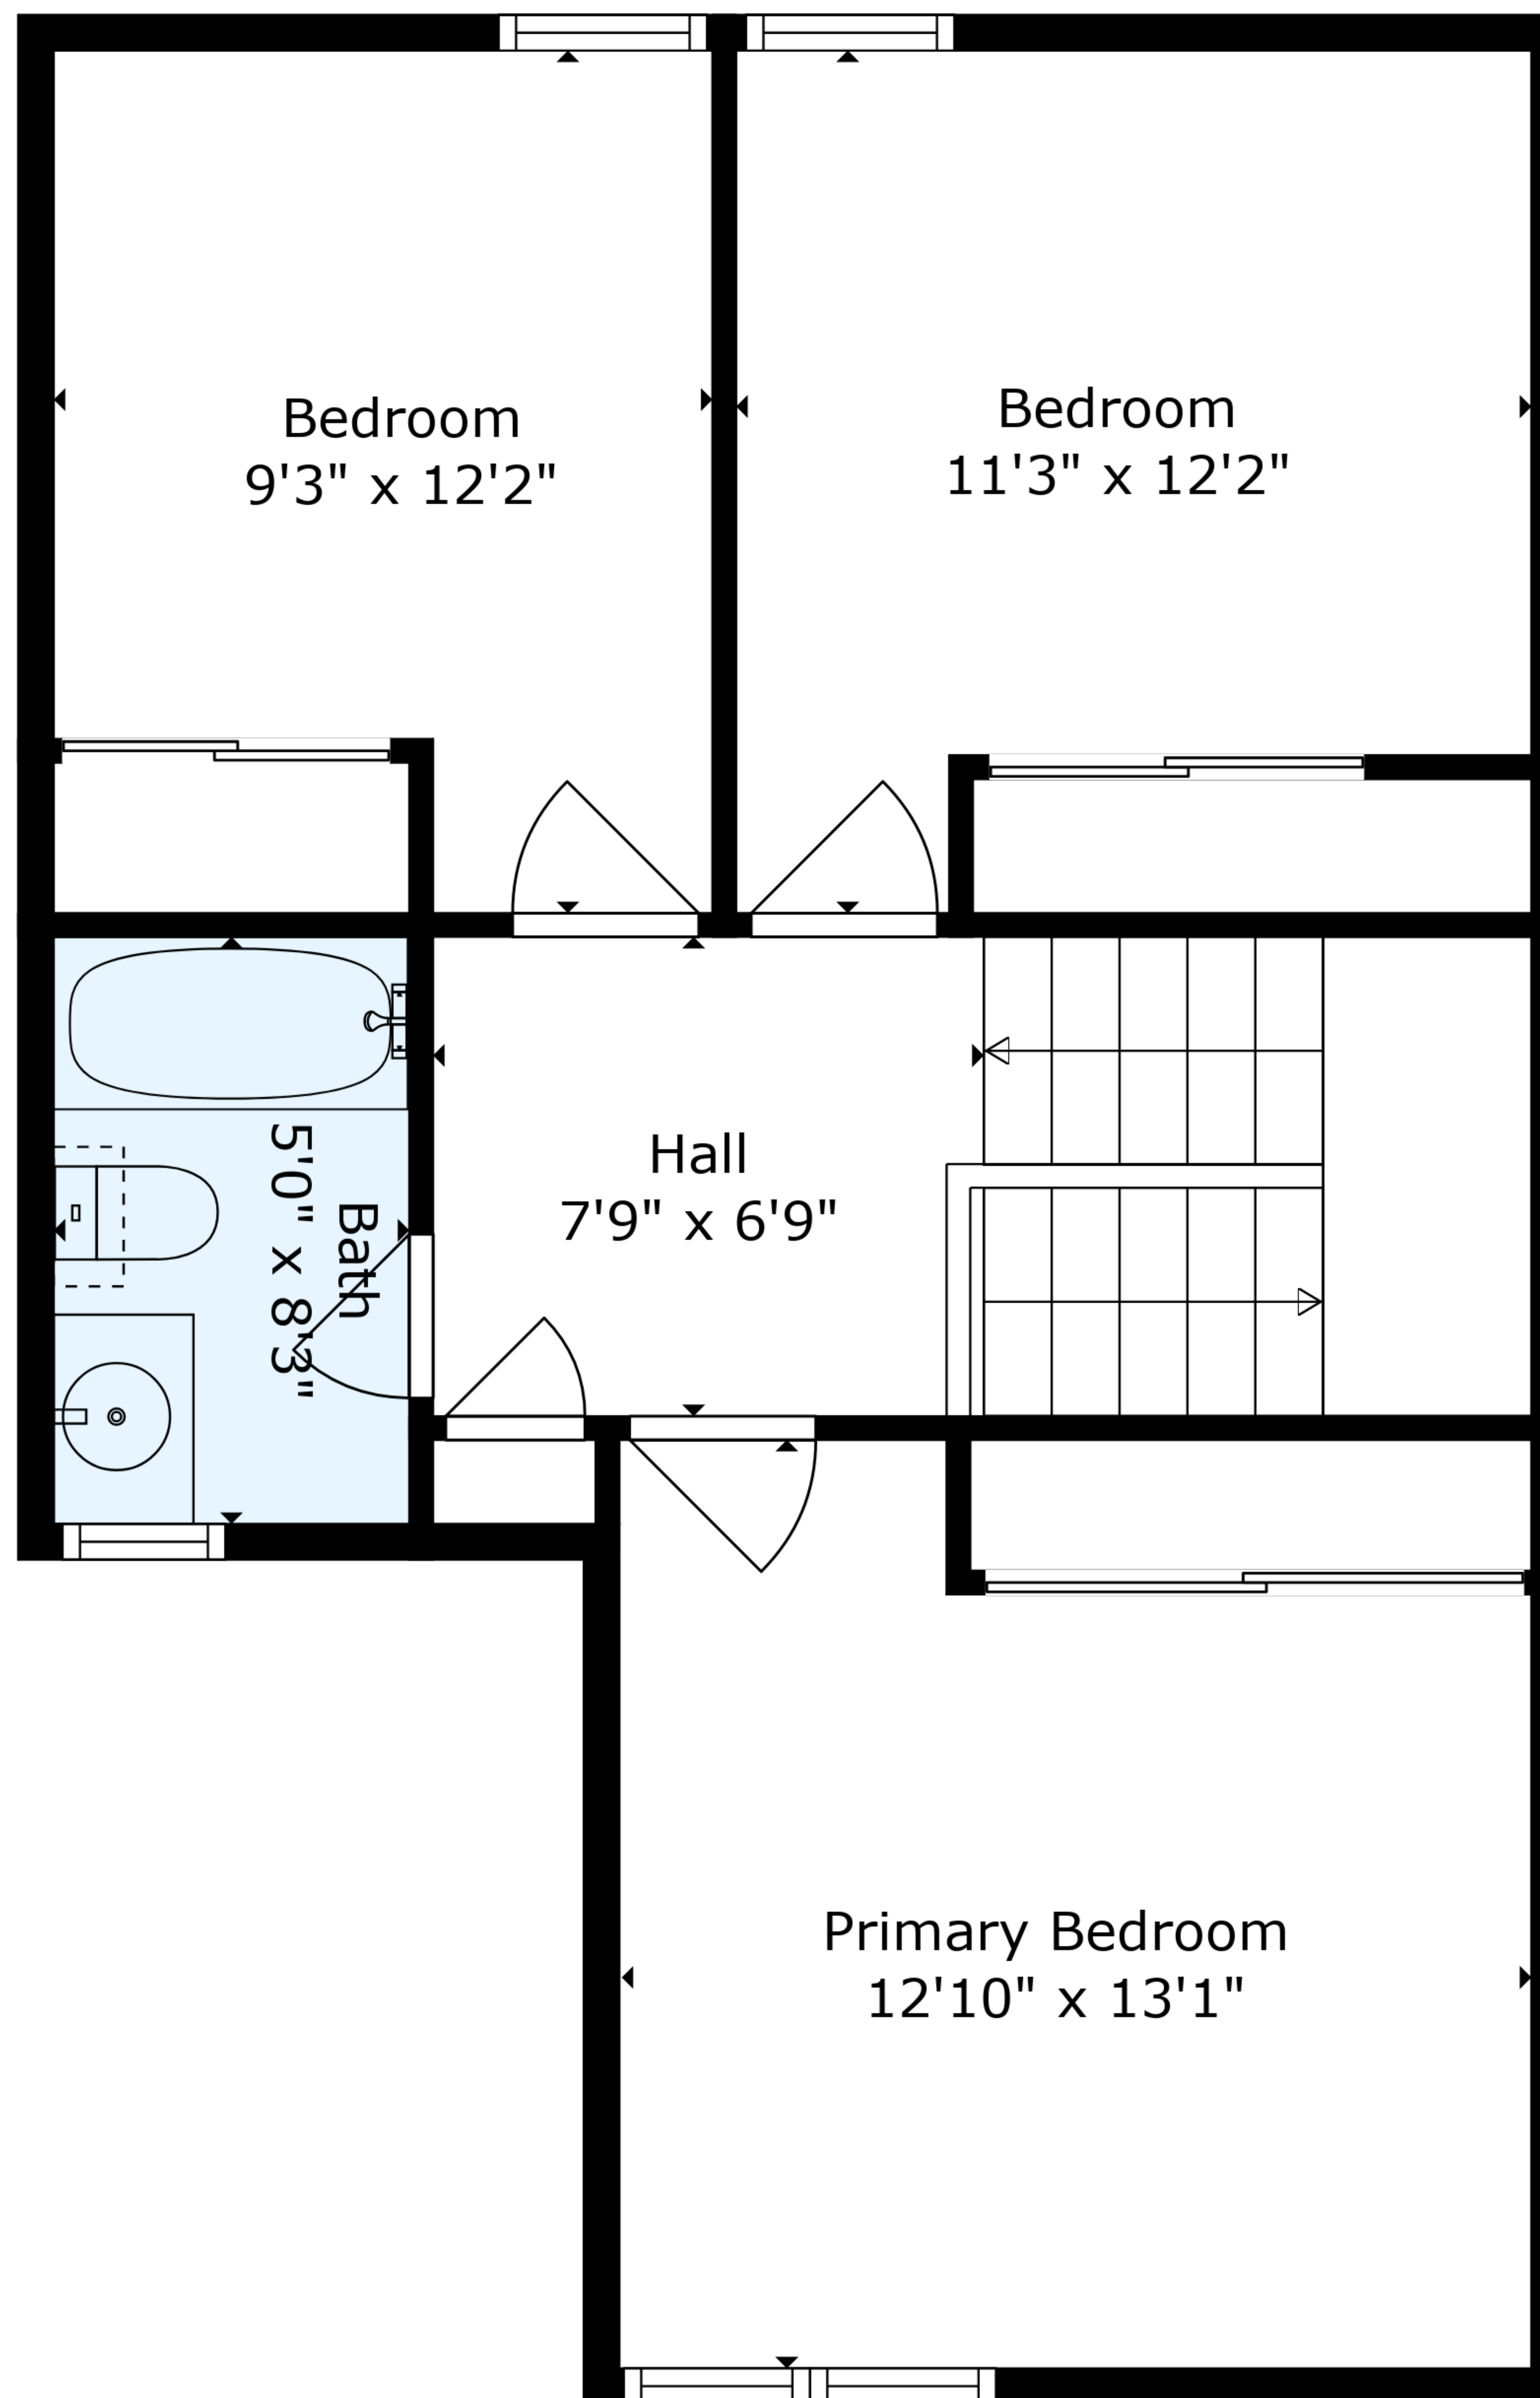 Bedroom
9'3" x 12'2"
Bedroom
11'3" x 12'2"
Hall
7'9" x 6'9"
Bath
5'0" x 8'3"
Primary Bedroom
12'10" x 13'1"